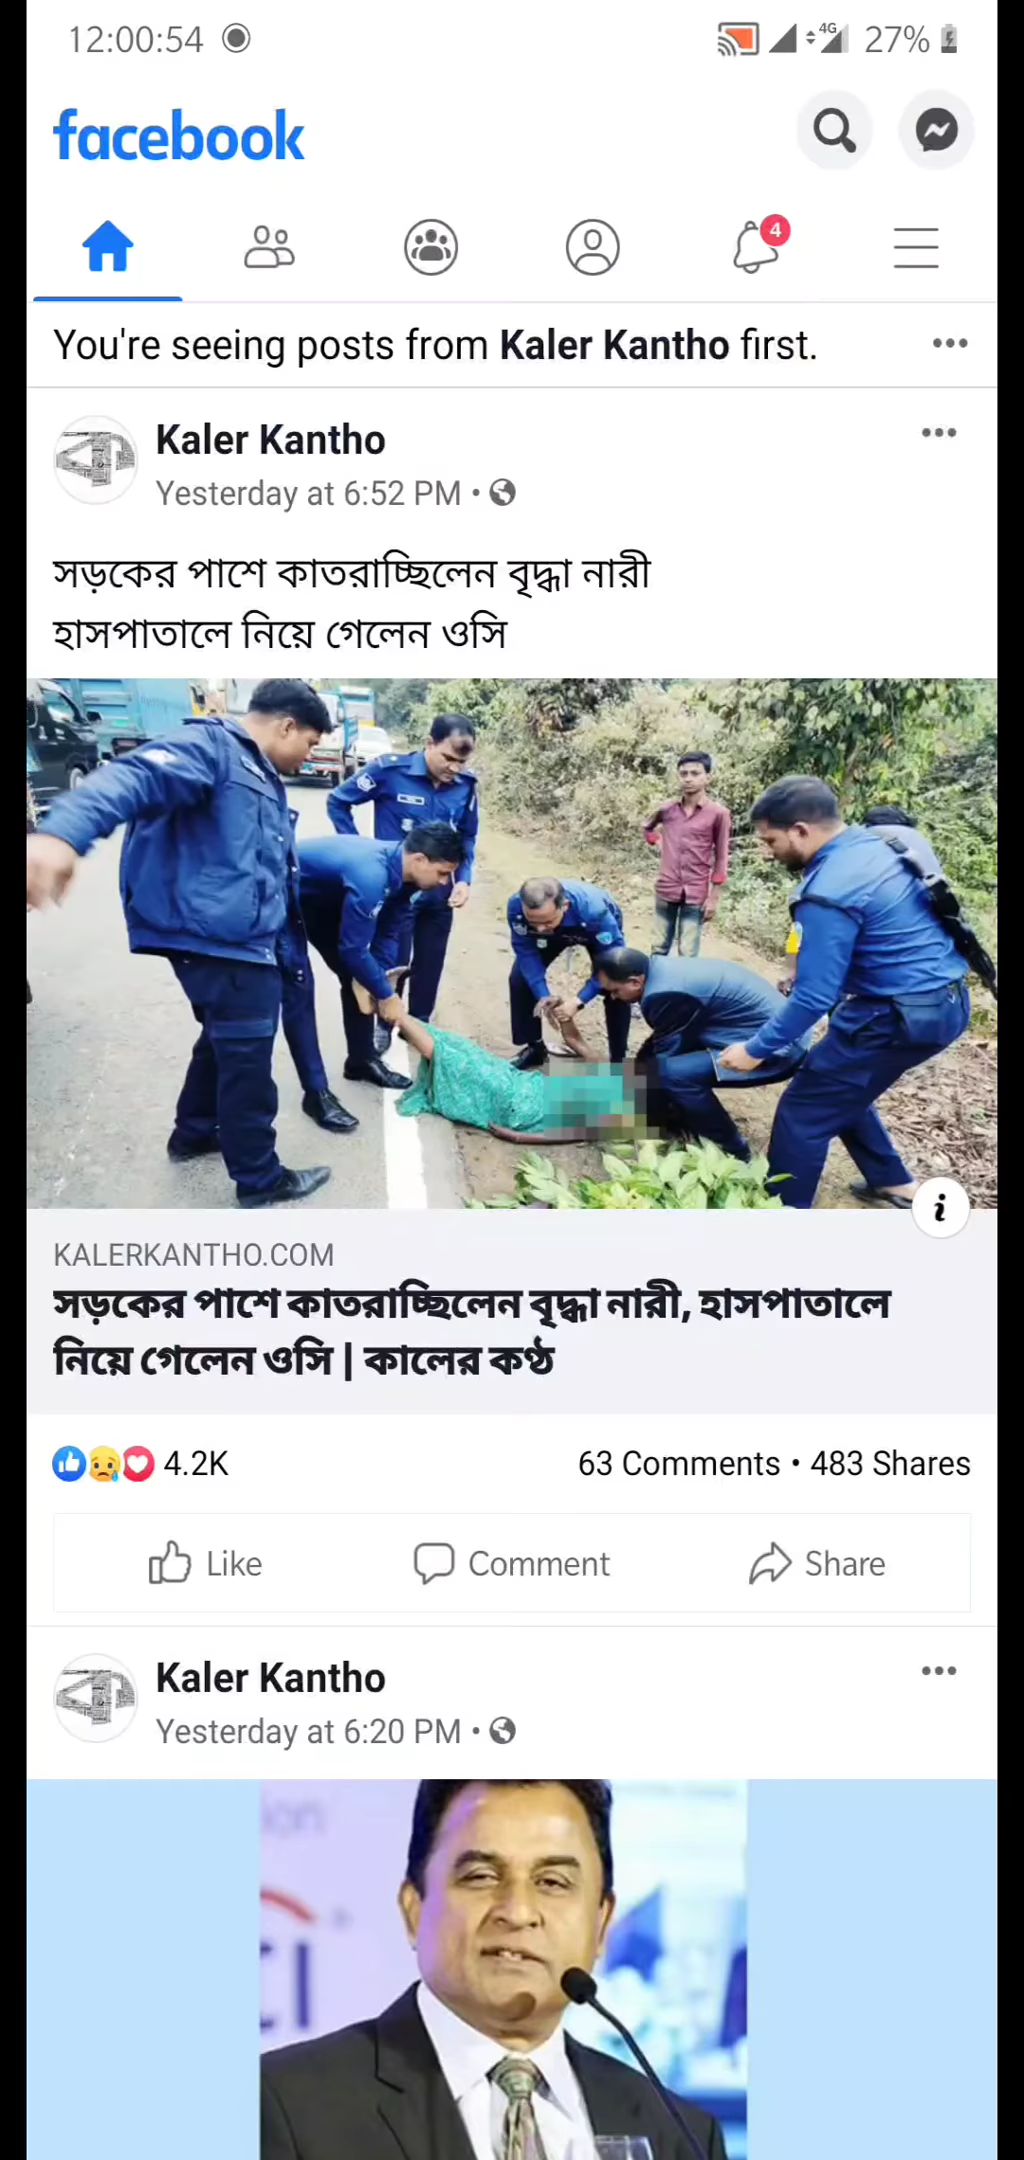 12:00:54
4G 27%
facebook
4
You're seeing posts from Kaler Kantho first.
Kaler Kantho
Yesterday at 6:52 PM •
সড়কের পাশে কাতরাচ্ছিলেন বৃদ্ধা নারী
হাসপাতালে নিয়ে গেলেন ওসি
i
KALERKANTHO.COM
সড়কের পাশে কাতরাচ্ছিলেন বৃদ্ধা নারী, হাসপাতালে
নিয়ে গেলেন ওসি | কালের কণ্ঠ
4.2K 63 Comments • 483 Shares
Like Comment Share
Kaler Kantho
Yesterday at 6:20 PM •
ion
CI